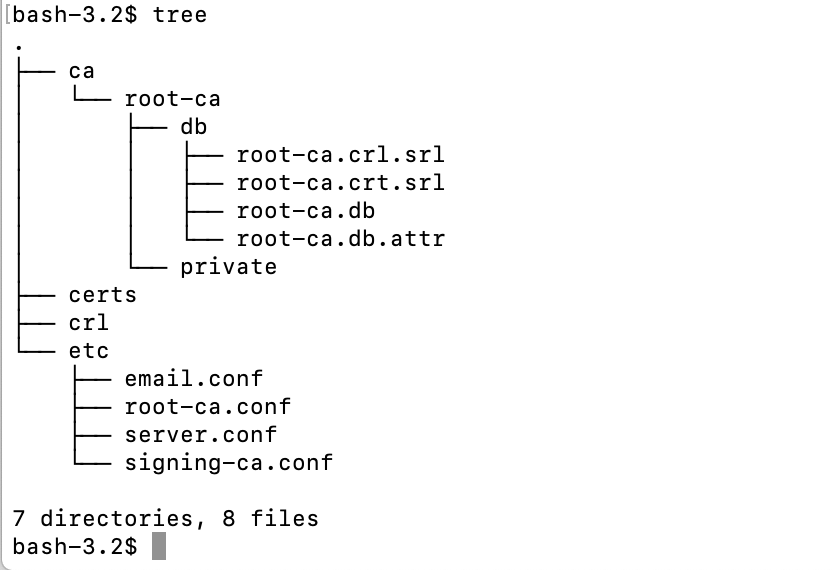 [bash-3.2$ tree
.
├── ca
│   └── root-ca
│       ├── db
│       │   ├── root-ca.crl.srl
│       │   ├── root-ca.crt.srl
│       │   ├── root-ca.db
│       │   └── root-ca.db.attr
│       └── private
├── certs
├── crl
└── etc
    ├── email.conf
    ├── root-ca.conf
    ├── server.conf
    └── signing-ca.conf

7 directories, 8 files
bash-3.2$